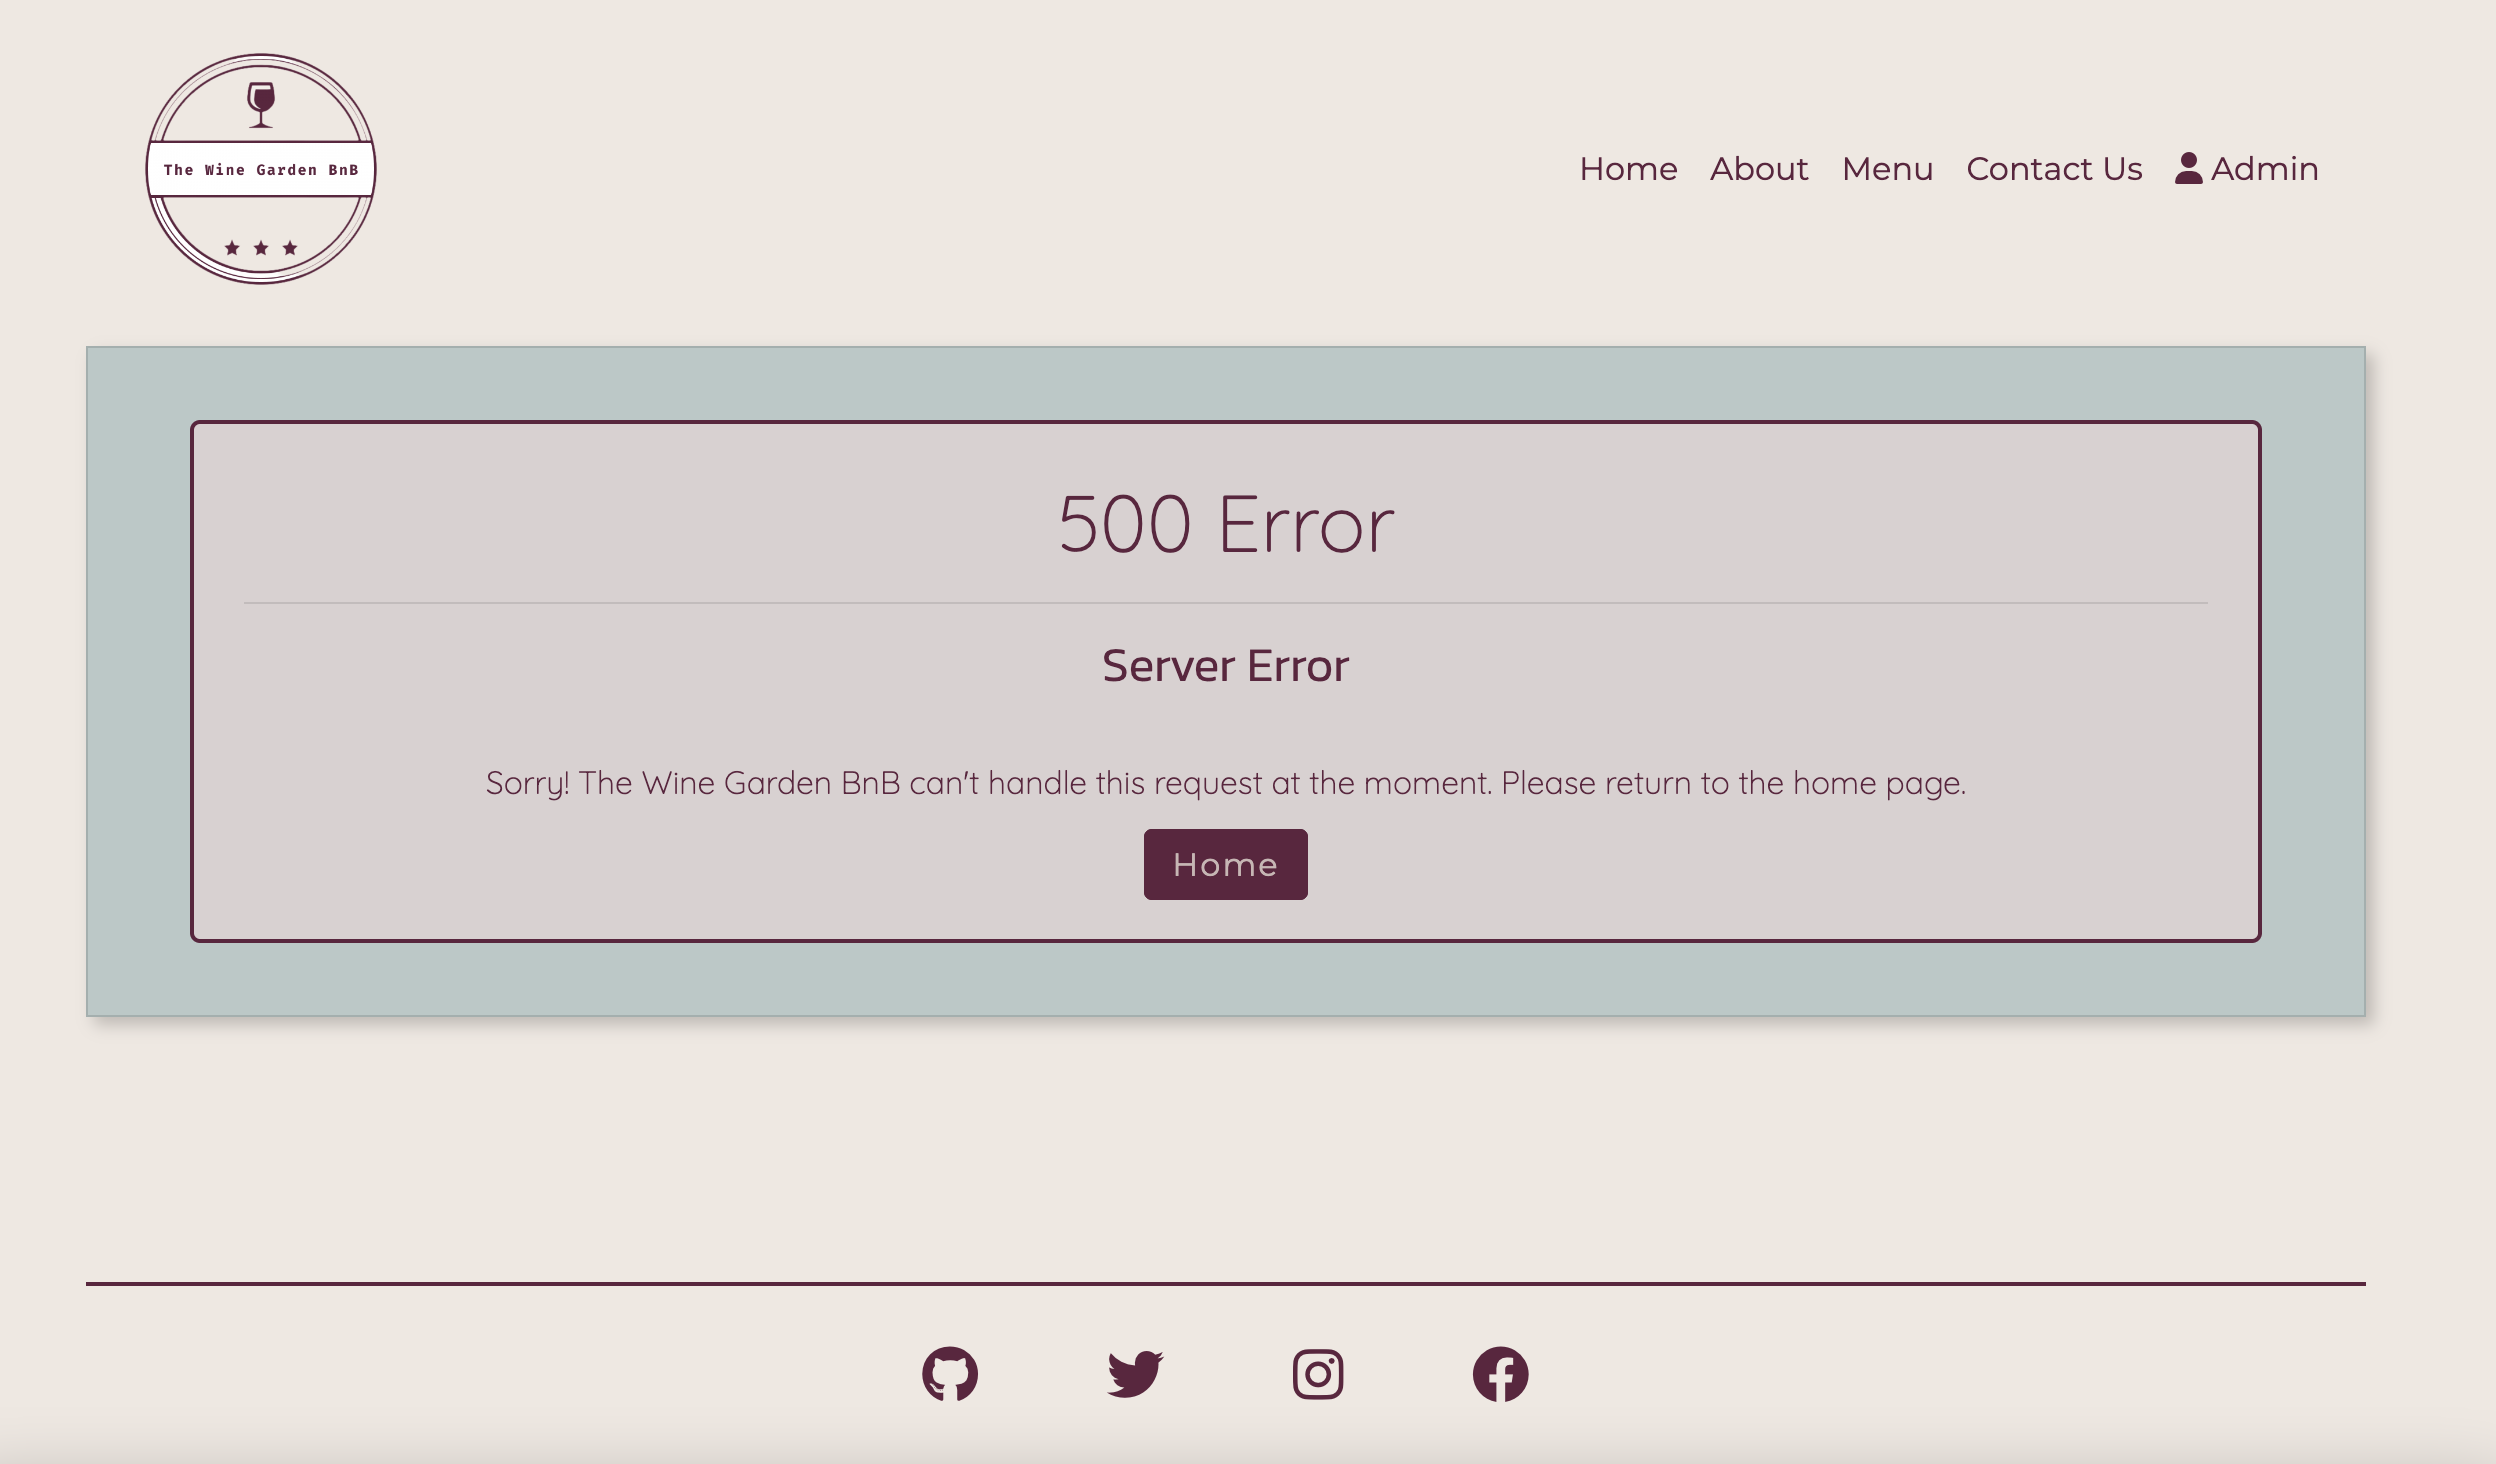 The Wine Garden BnB
Home About Menu Contact Us Admin
500 Error
Server Error
Sorry! The Wine Garden BnB can't handle this request at the moment. Please return to the home page.
Home